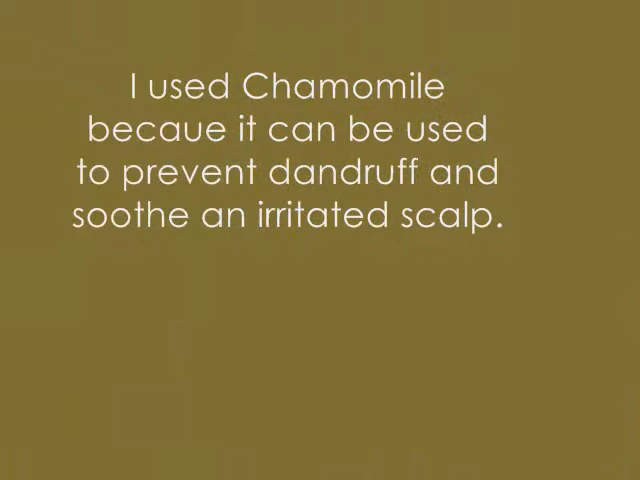 I used Chamomile
becaue it can be used
to prevent dandruff and
soothe an irritated scalp.